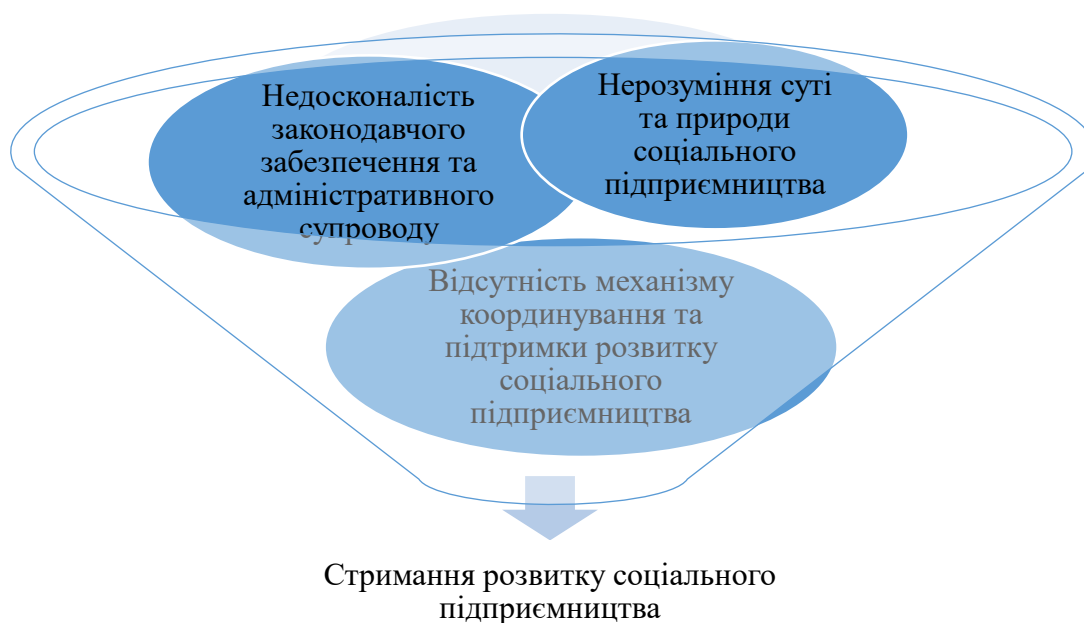 Недосконалість
законодавчого
забезпечення та
адміністративного
супроводу
Нерозуміння суті
та природи
соціального
підприємництва
Відсутність механізму
координування та
підтримки розвитку
соціального
підприємництва
Стримання розвитку соціального
підприємництва